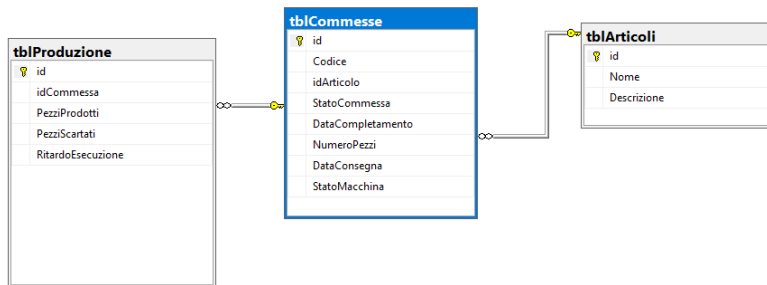 tblProduzione
id
idCommessa
PezziProdotti
PezziScartati
RitardoEsecuzione
tblCommesse
id
Codice
idArticolo
StatoCommessa
DataCompletamento
NumeroPezzi
DataConsegna
StatoMacchina
tblArticoli
id
Nome
Descrizione